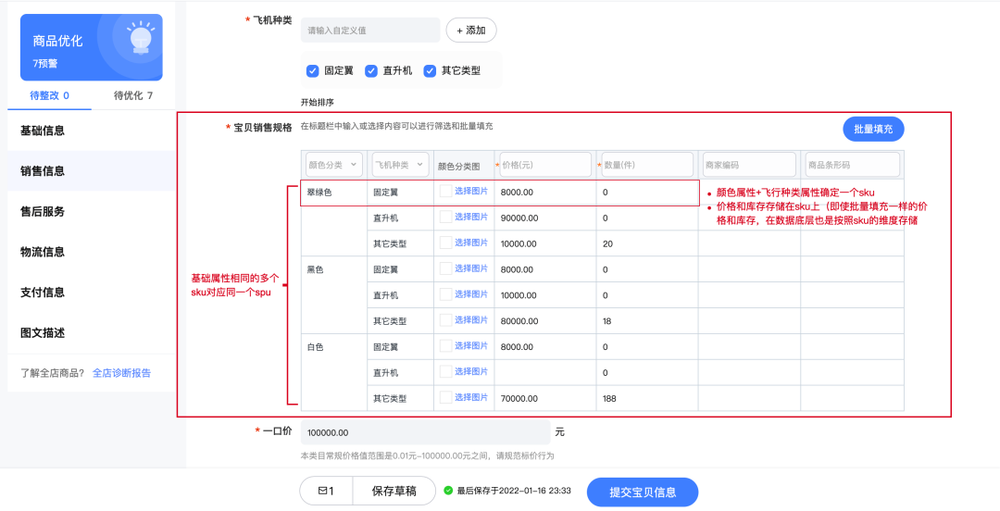 商品优化
7预警
待整改 0
待优化 7
基础信息
销售信息
售后服务
物流信息
支付信息
图文描述
了解全店商品? 全店诊断报告
* 飞机种类
请输入自定义值
+ 添加
固定翼 直升机 其它类型
开始排序
* 宝贝销售规格 在标题栏中输入或选择内容可以进行筛选和批量填充
批量填充
颜色分类 飞机种类 颜色分类图 * 价格(元) * 数量(件) 商家编码 商品条形码
翠绿色 固定翼 选择图片 8000.00 0
直升机 选择图片 90000.00 0
其它类型 选择图片 10000.00 20
黑色 固定翼 选择图片 8000.00 0
直升机 选择图片 10000.00 0
其它类型 选择图片 80000.00 18
白色 固定翼 选择图片 8000.00 0
直升机 选择图片 0
其它类型 选择图片 70000.00 188
• 颜色属性+飞行种类属性确定一个sku
• 价格和库存存储在sku上（即使批量填充一样的价
格和库存，在数据底层也是按照sku的维度存储
基础属性相同的多个
sku对应同一个spu
* 一口价 100000.00 元
本类目常规价格值范围是0.01元-100000.00元之间，请规范标价行为
1
保存草稿
最后保存于2022-01-16 23:33
提交宝贝信息